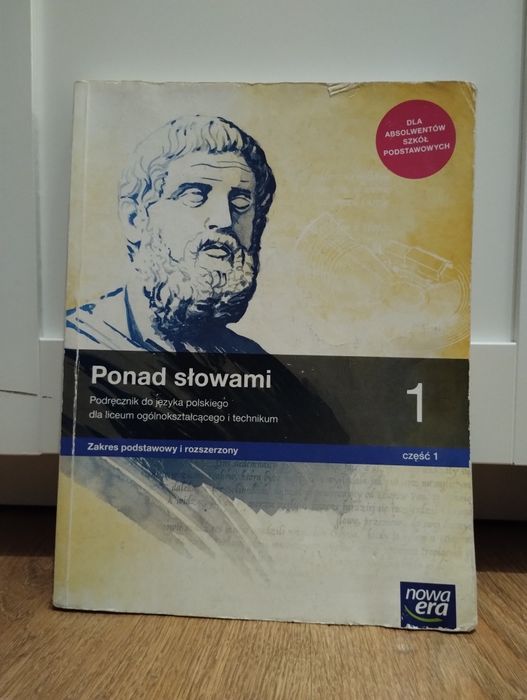 DLA
ABSOLWENTÓW
SZKÓŁ
PODSTAWOWYCH
Ponad słowami
Podręcznik do języka polskiego
dla liceum ogólnokształcącego i technikum
1
Zakres podstawowy i rozszerzony
część 1
nowa
era